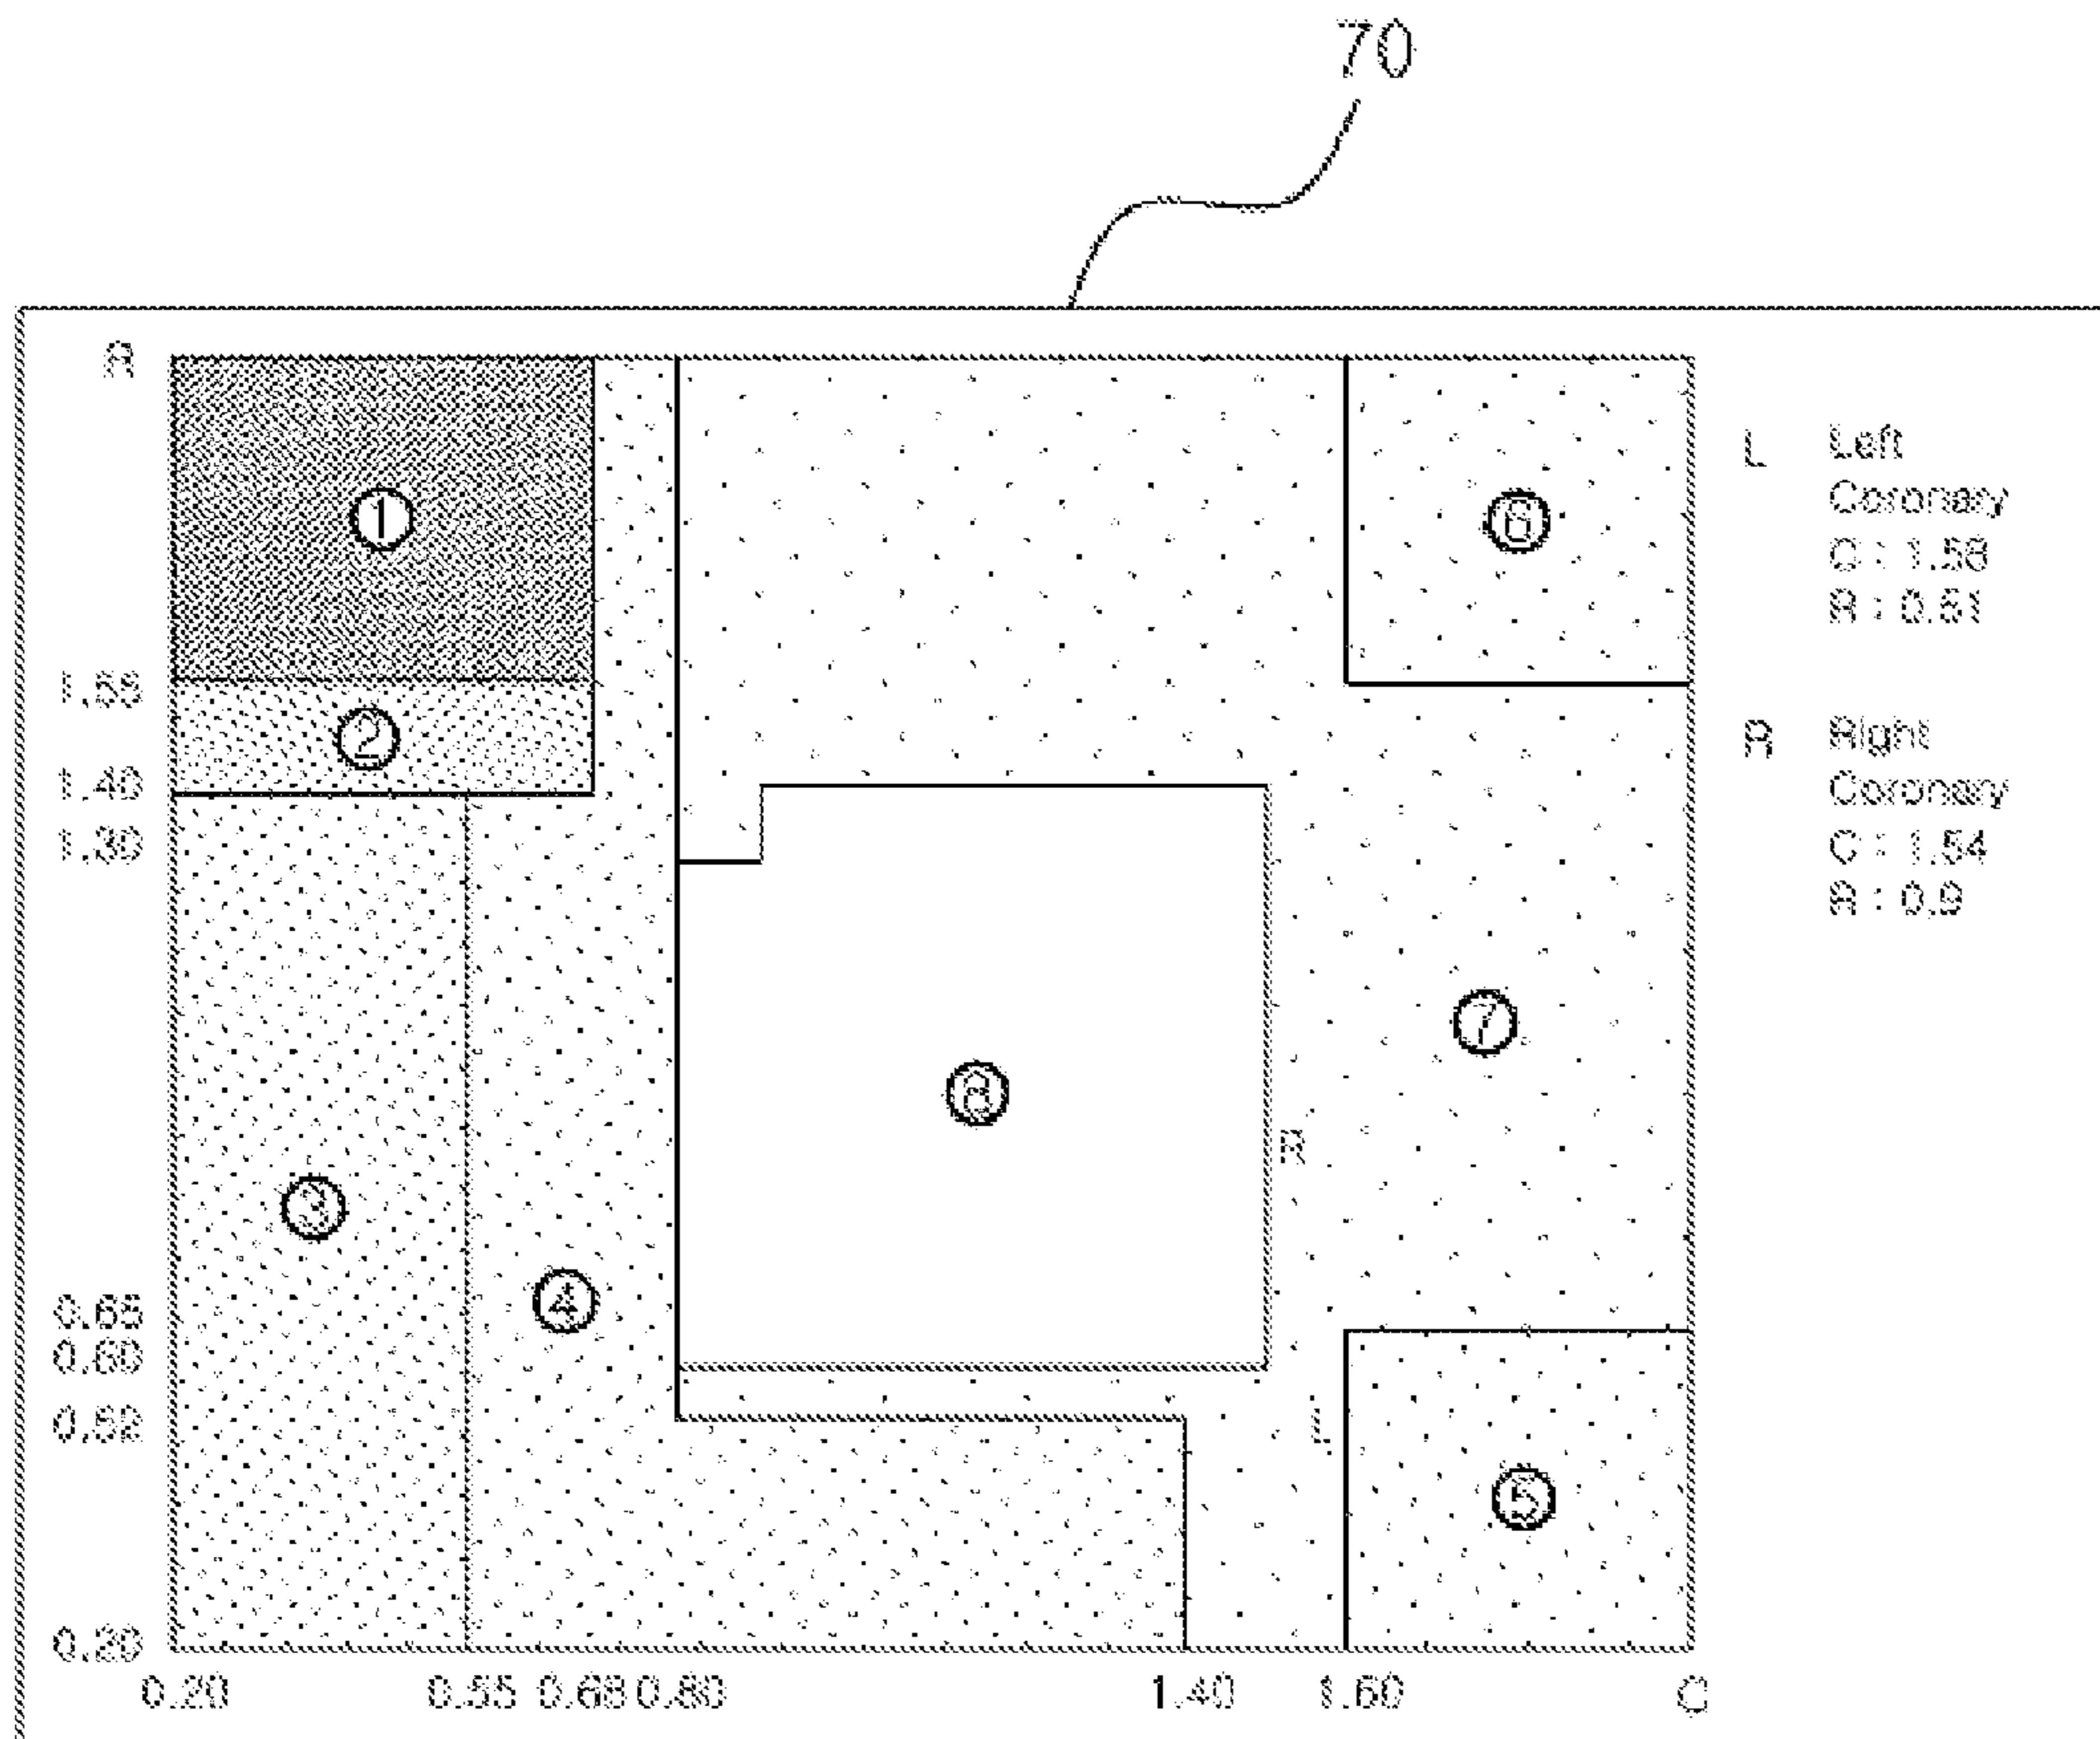 70
R
①
⑥
L Left
Coronary
C : 1.58
R : 0.51
1.55
②
R Right
Coronary
C : 1.54
R : 0.9
1.40
1.30
⑦
⑧
R
③
④
0.65
0.60
0.52
L
⑤
0.20
0.20 0.55 0.68 0.80 1.40 1.60 C